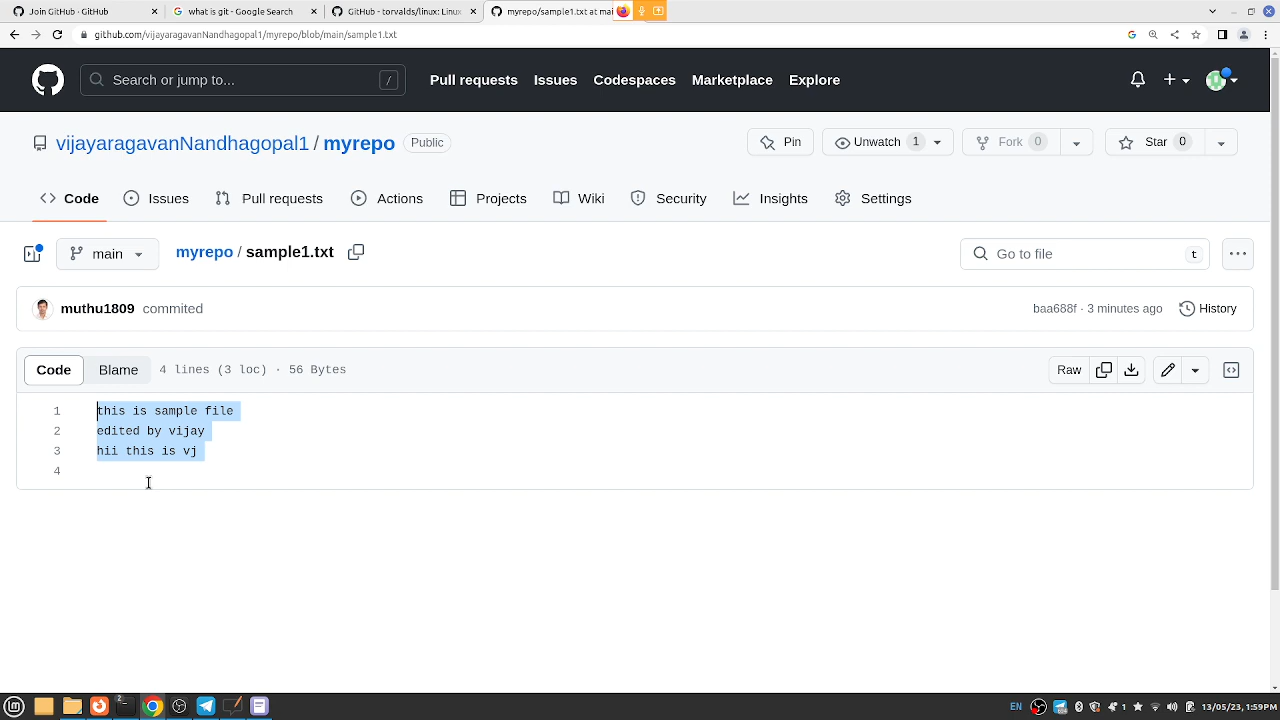 Join GitHub · GitHub
what is git - Google Search
GitHub - torvalds/linux: Linu
myrepo/sample1.txt at mai
github.com/vijayaragavanNandhagopal1/myrepo/blob/main/sample1.txt
Search or jump to... /
Pull requests Issues Codespaces Marketplace Explore
vijayaragavanNandhagopal1 / myrepo Public
Pin Unwatch 1 Fork 0 Star 0
Code Issues Pull requests Actions Projects Wiki Security Insights Settings
main myrepo / sample1.txt Go to file t
muthu1809 commited baa688f · 3 minutes ago History
Code Blame 4 lines (3 loc) · 56 Bytes Raw
1 this is sample file
2 edited by vijay
3 hii this is vj
4
2 EN 1 13/05/23, 1:59PM